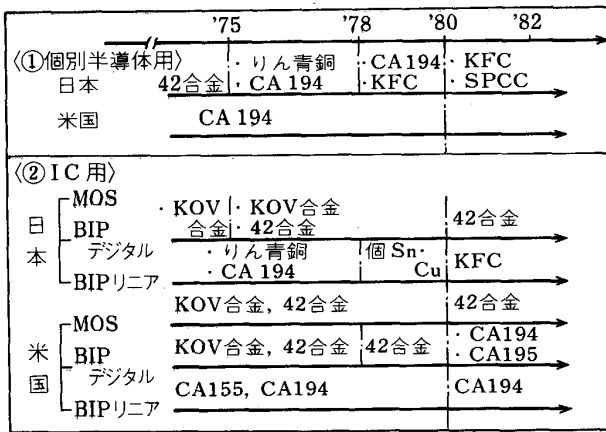 '75 '78 '80 '82
〈①個別半導体用〉 ・りん青銅 ・CA194 ・KFC
日本 42合金 ・CA 194 ・KFC ・SPCC
米国 CA 194
〈②IC用〉
日本
MOS ・KOV ・KOV合金
BIP 合金 ・42合金 42合金
デジタル ・りん青銅 個Sn・
・CA 194 Cu KFC
BIPリニア
KOV合金, 42合金 42合金
米国
MOS ・CA194
BIP KOV合金, 42合金 42合金 ・CA195
デジタル
CA155, CA194 CA194
BIPリニア